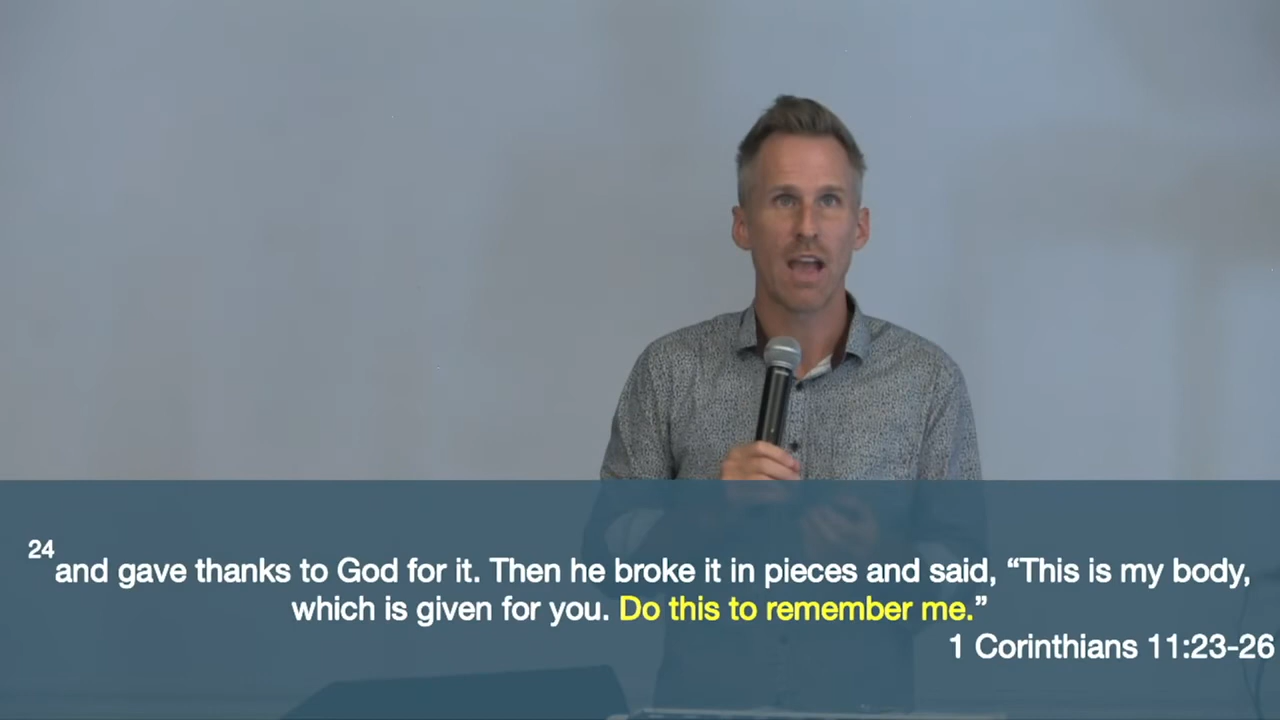 24 and gave thanks to God for it. Then he broke it in pieces and said, “This is my body,
which is given for you. Do this to remember me.”
1 Corinthians 11:23-26